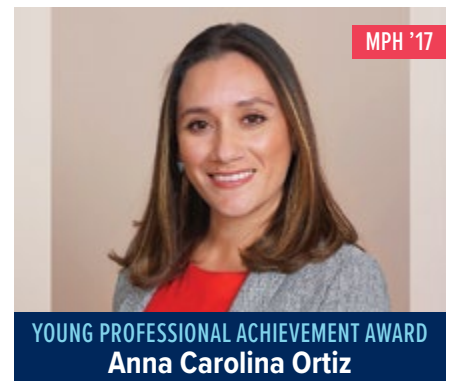 MPH ’17
YOUNG PROFESSIONAL ACHIEVEMENT AWARD
Anna Carolina Ortiz